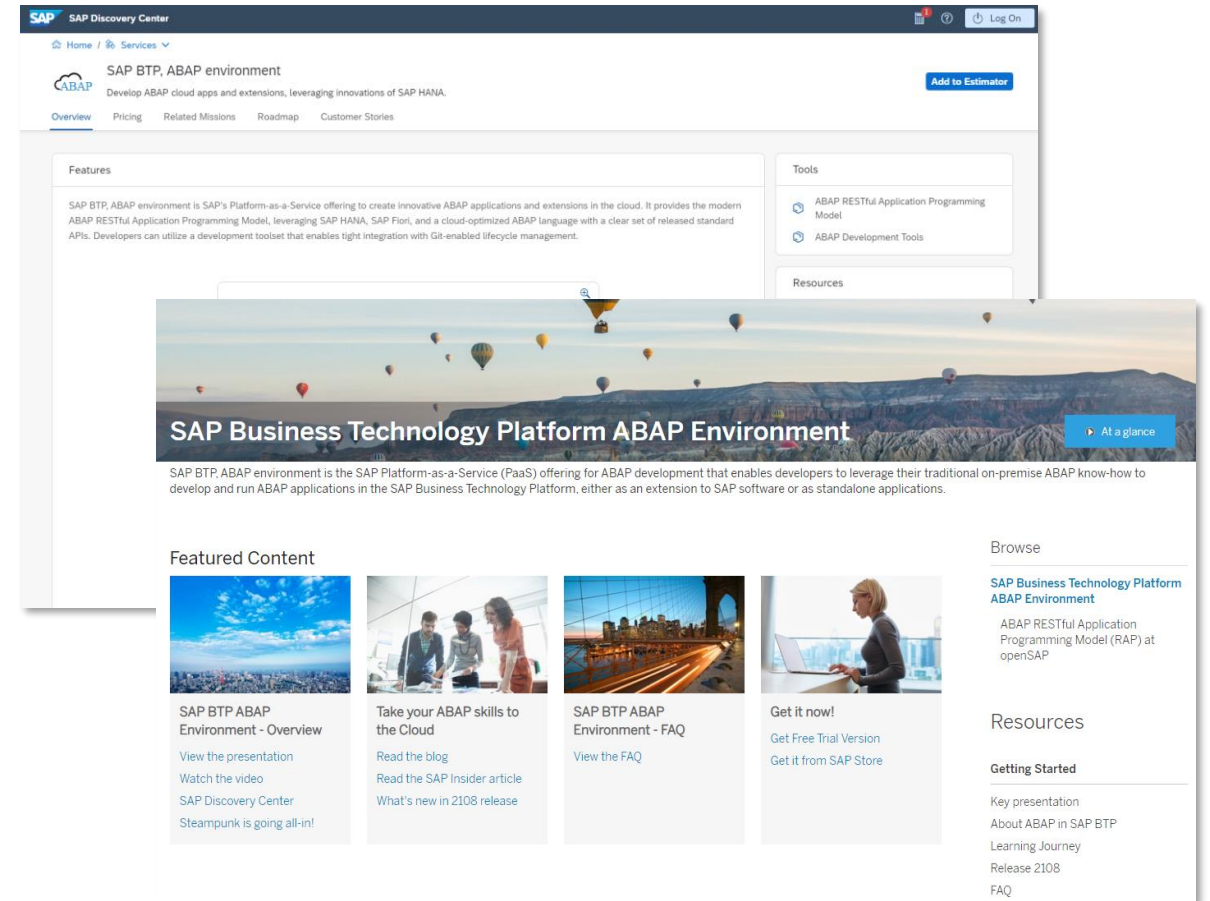 SAP SAP Discovery Center
1
Log On
Home / Services
ABAP
SAP BTP, ABAP environment
Develop ABAP cloud apps and extensions, leveraging innovations of SAP HANA.
Add to Estimator
Overview Pricing Related Missions Roadmap Customer Stories
Features
SAP BTP, ABAP environment is SAP's Platform-as-a-Service offering to create innovative ABAP applications and extensions in the cloud. It provides the modern
ABAP RESTful Application Programming Model, leveraging SAP HANA, SAP Fiori, and a cloud-optimized ABAP language with a clear set of released standard
APIs. Developers can utilize a development toolset that enables tight integration with Git-enabled lifecycle management.
Tools
ABAP RESTful Application Programming
Model
ABAP Development Tools
Resources
SAP Business Technology Platform ABAP Environment
At a glance
SAP BTP, ABAP environment is the SAP Platform-as-a-Service (PaaS) offering for ABAP development that enables developers to leverage their traditional on-premise ABAP know-how to
develop and run ABAP applications in the SAP Business Technology Platform, either as an extension to SAP software or as standalone applications.
Featured Content
SAP BTP ABAP
Environment - Overview
View the presentation
Watch the video
SAP Discovery Center
Steampunk is going all-in!
Take your ABAP skills to
the Cloud
Read the blog
Read the SAP Insider article
What's new in 2108 release
SAP BTP ABAP
Environment - FAQ
View the FAQ
Get it now!
Get Free Trial Version
Get it from SAP Store
Browse
SAP Business Technology Platform
ABAP Environment
ABAP RESTful Application
Programming Model (RAP) at
openSAP
Resources
Getting Started
Key presentation
About ABAP in SAP BTP
Learning Journey
Release 2108
FAQ